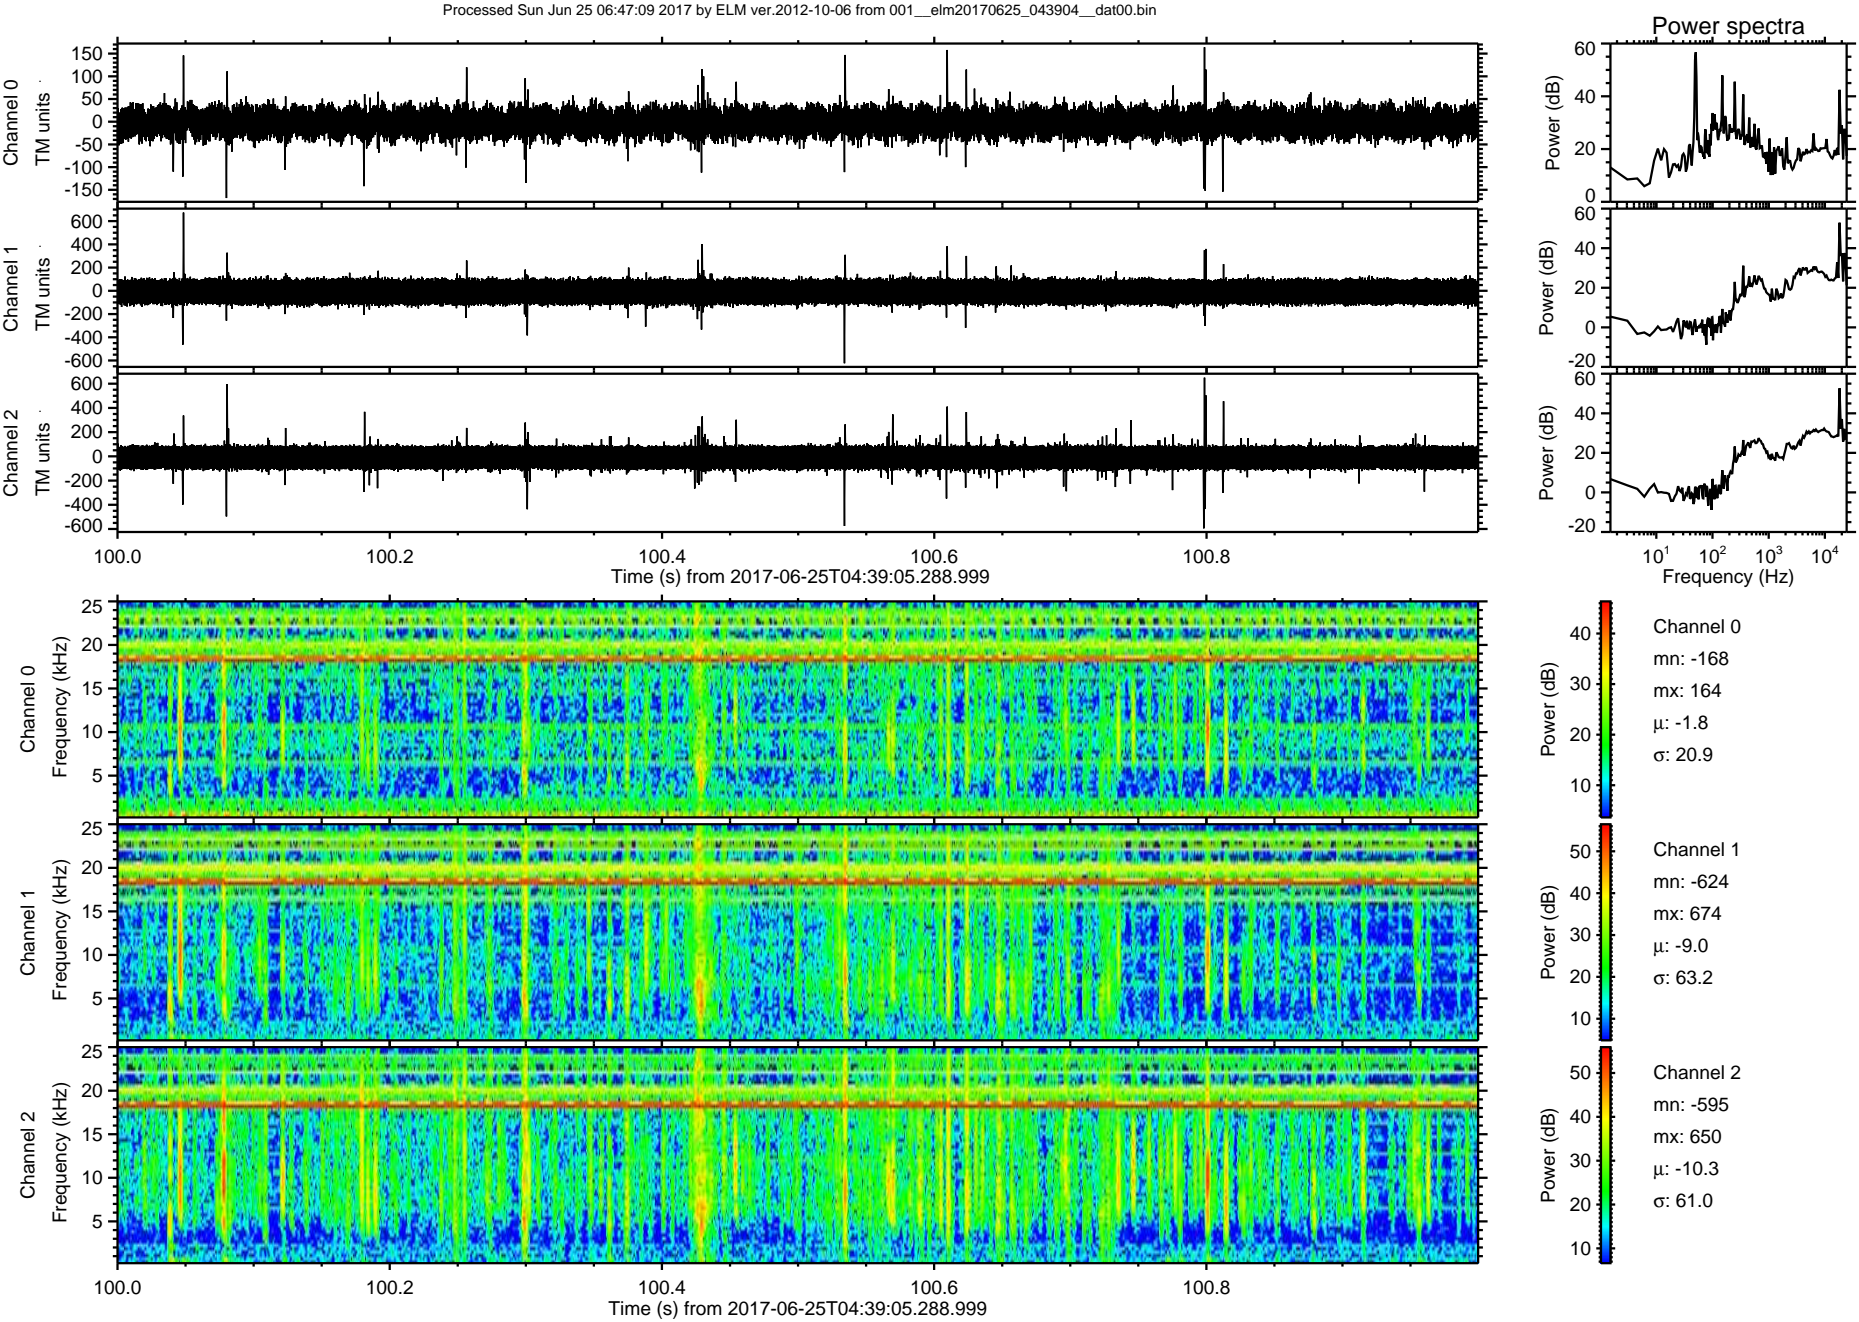 Processed Sun Jun 25 06:47:09 2017 by ELM ver.2012-10-06 from 001__elm20170625_043904__dat00.bin
Power spectra
Channel 0
TM units
150
100
50
0
-50
-100
-150
Power (dB)
60
40
20
0
Channel 1
TM units
600
400
200
0
-200
-400
-600
Power (dB)
60
40
20
0
-20
Channel 2
TM units
600
400
200
0
-200
-400
-600
Power (dB)
60
40
20
0
-20
100.0 100.2 100.4 100.6 100.8
Time (s) from 2017-06-25T04:39:05.288.999
10¹ 10² 10³ 10⁴
Frequency (Hz)
Channel 0
Frequency (kHz)
25
20
15
10
5
Power (dB)
40
30
20
10
Channel 0
mn: -168
mx: 164
μ: -1.8
σ: 20.9
Channel 1
Frequency (kHz)
25
20
15
10
5
Power (dB)
50
40
30
20
10
Channel 1
mn: -624
mx: 674
μ: -9.0
σ: 63.2
Channel 2
Frequency (kHz)
25
20
15
10
5
Power (dB)
50
40
30
20
10
Channel 2
mn: -595
mx: 650
μ: -10.3
σ: 61.0
100.0 100.2 100.4 100.6 100.8
Time (s) from 2017-06-25T04:39:05.288.999